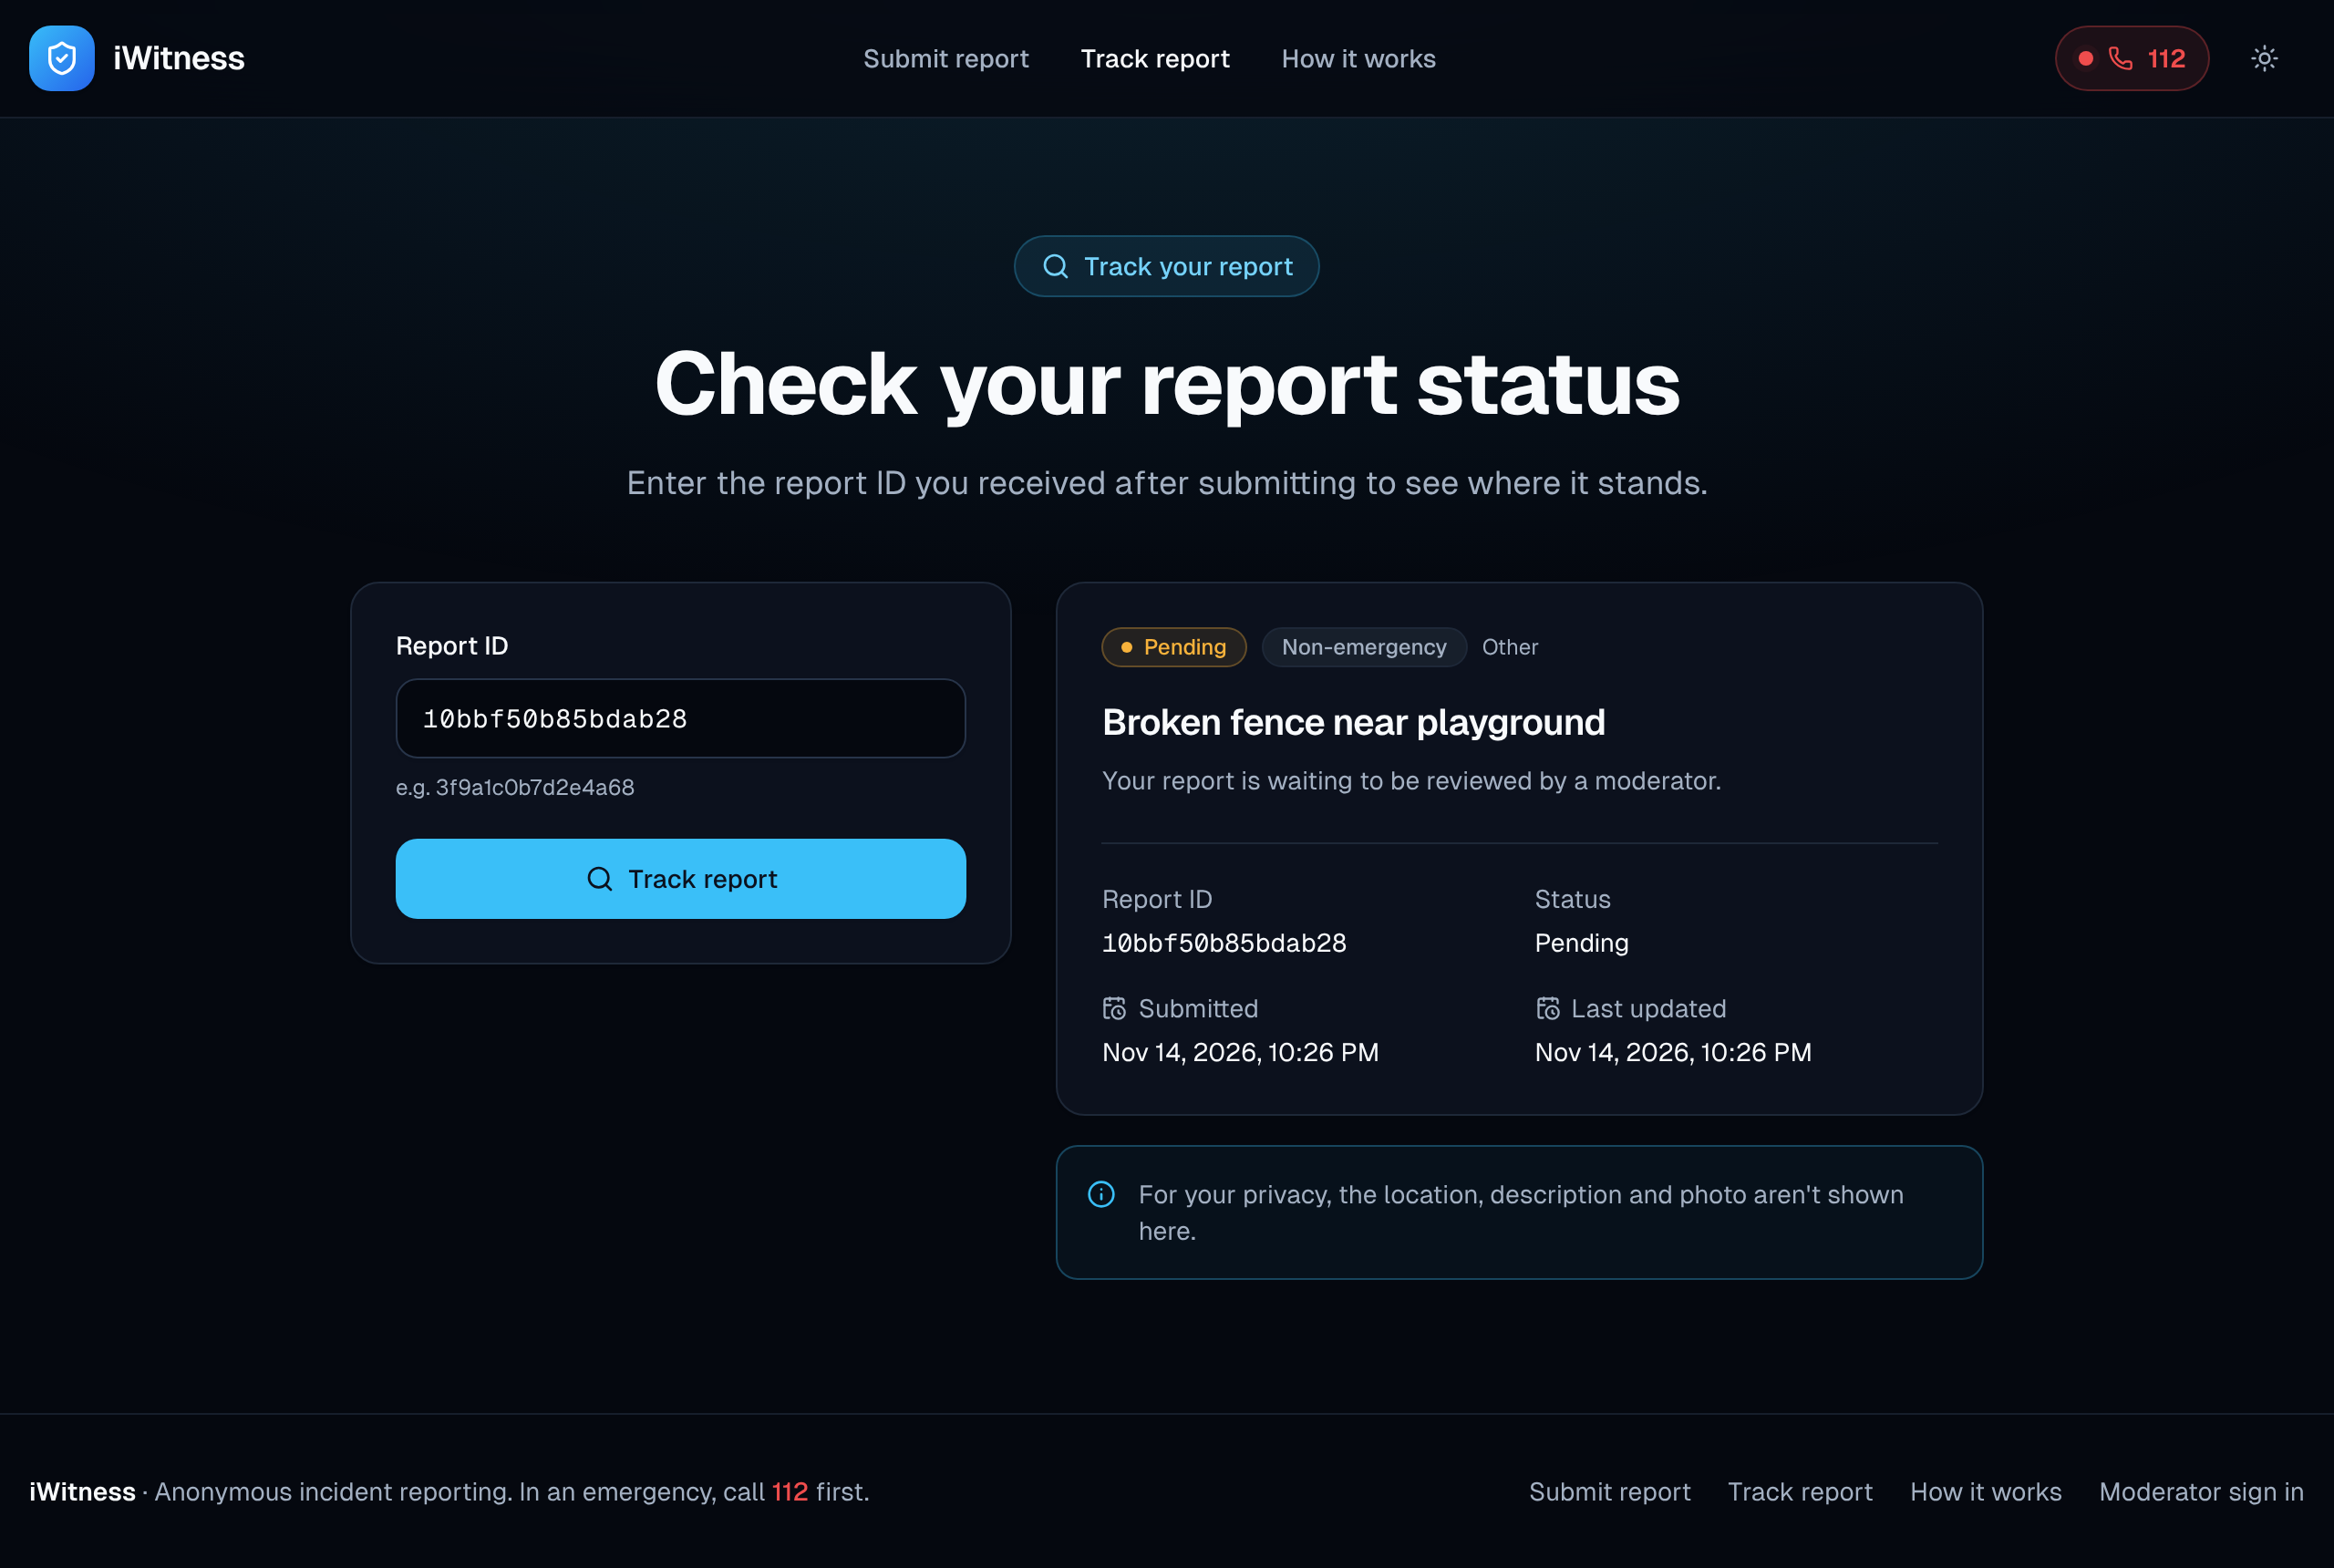 iWitness
Submit report
Track report
How it works
112
Track your report
Check your report status
Enter the report ID you received after submitting to see where it stands.
Report ID
10bbf50b85bdab28
e.g. 3f9a1c0b7d2e4a68
Track report
Pending
Non-emergency
Other
Broken fence near playground
Your report is waiting to be reviewed by a moderator.
Report ID
10bbf50b85bdab28
Status
Pending
Submitted
Nov 14, 2026, 10:26 PM
Last updated
Nov 14, 2026, 10:26 PM
For your privacy, the location, description and photo aren't shown
here.
iWitness · Anonymous incident reporting. In an emergency, call 112 first.
Submit report
Track report
How it works
Moderator sign in